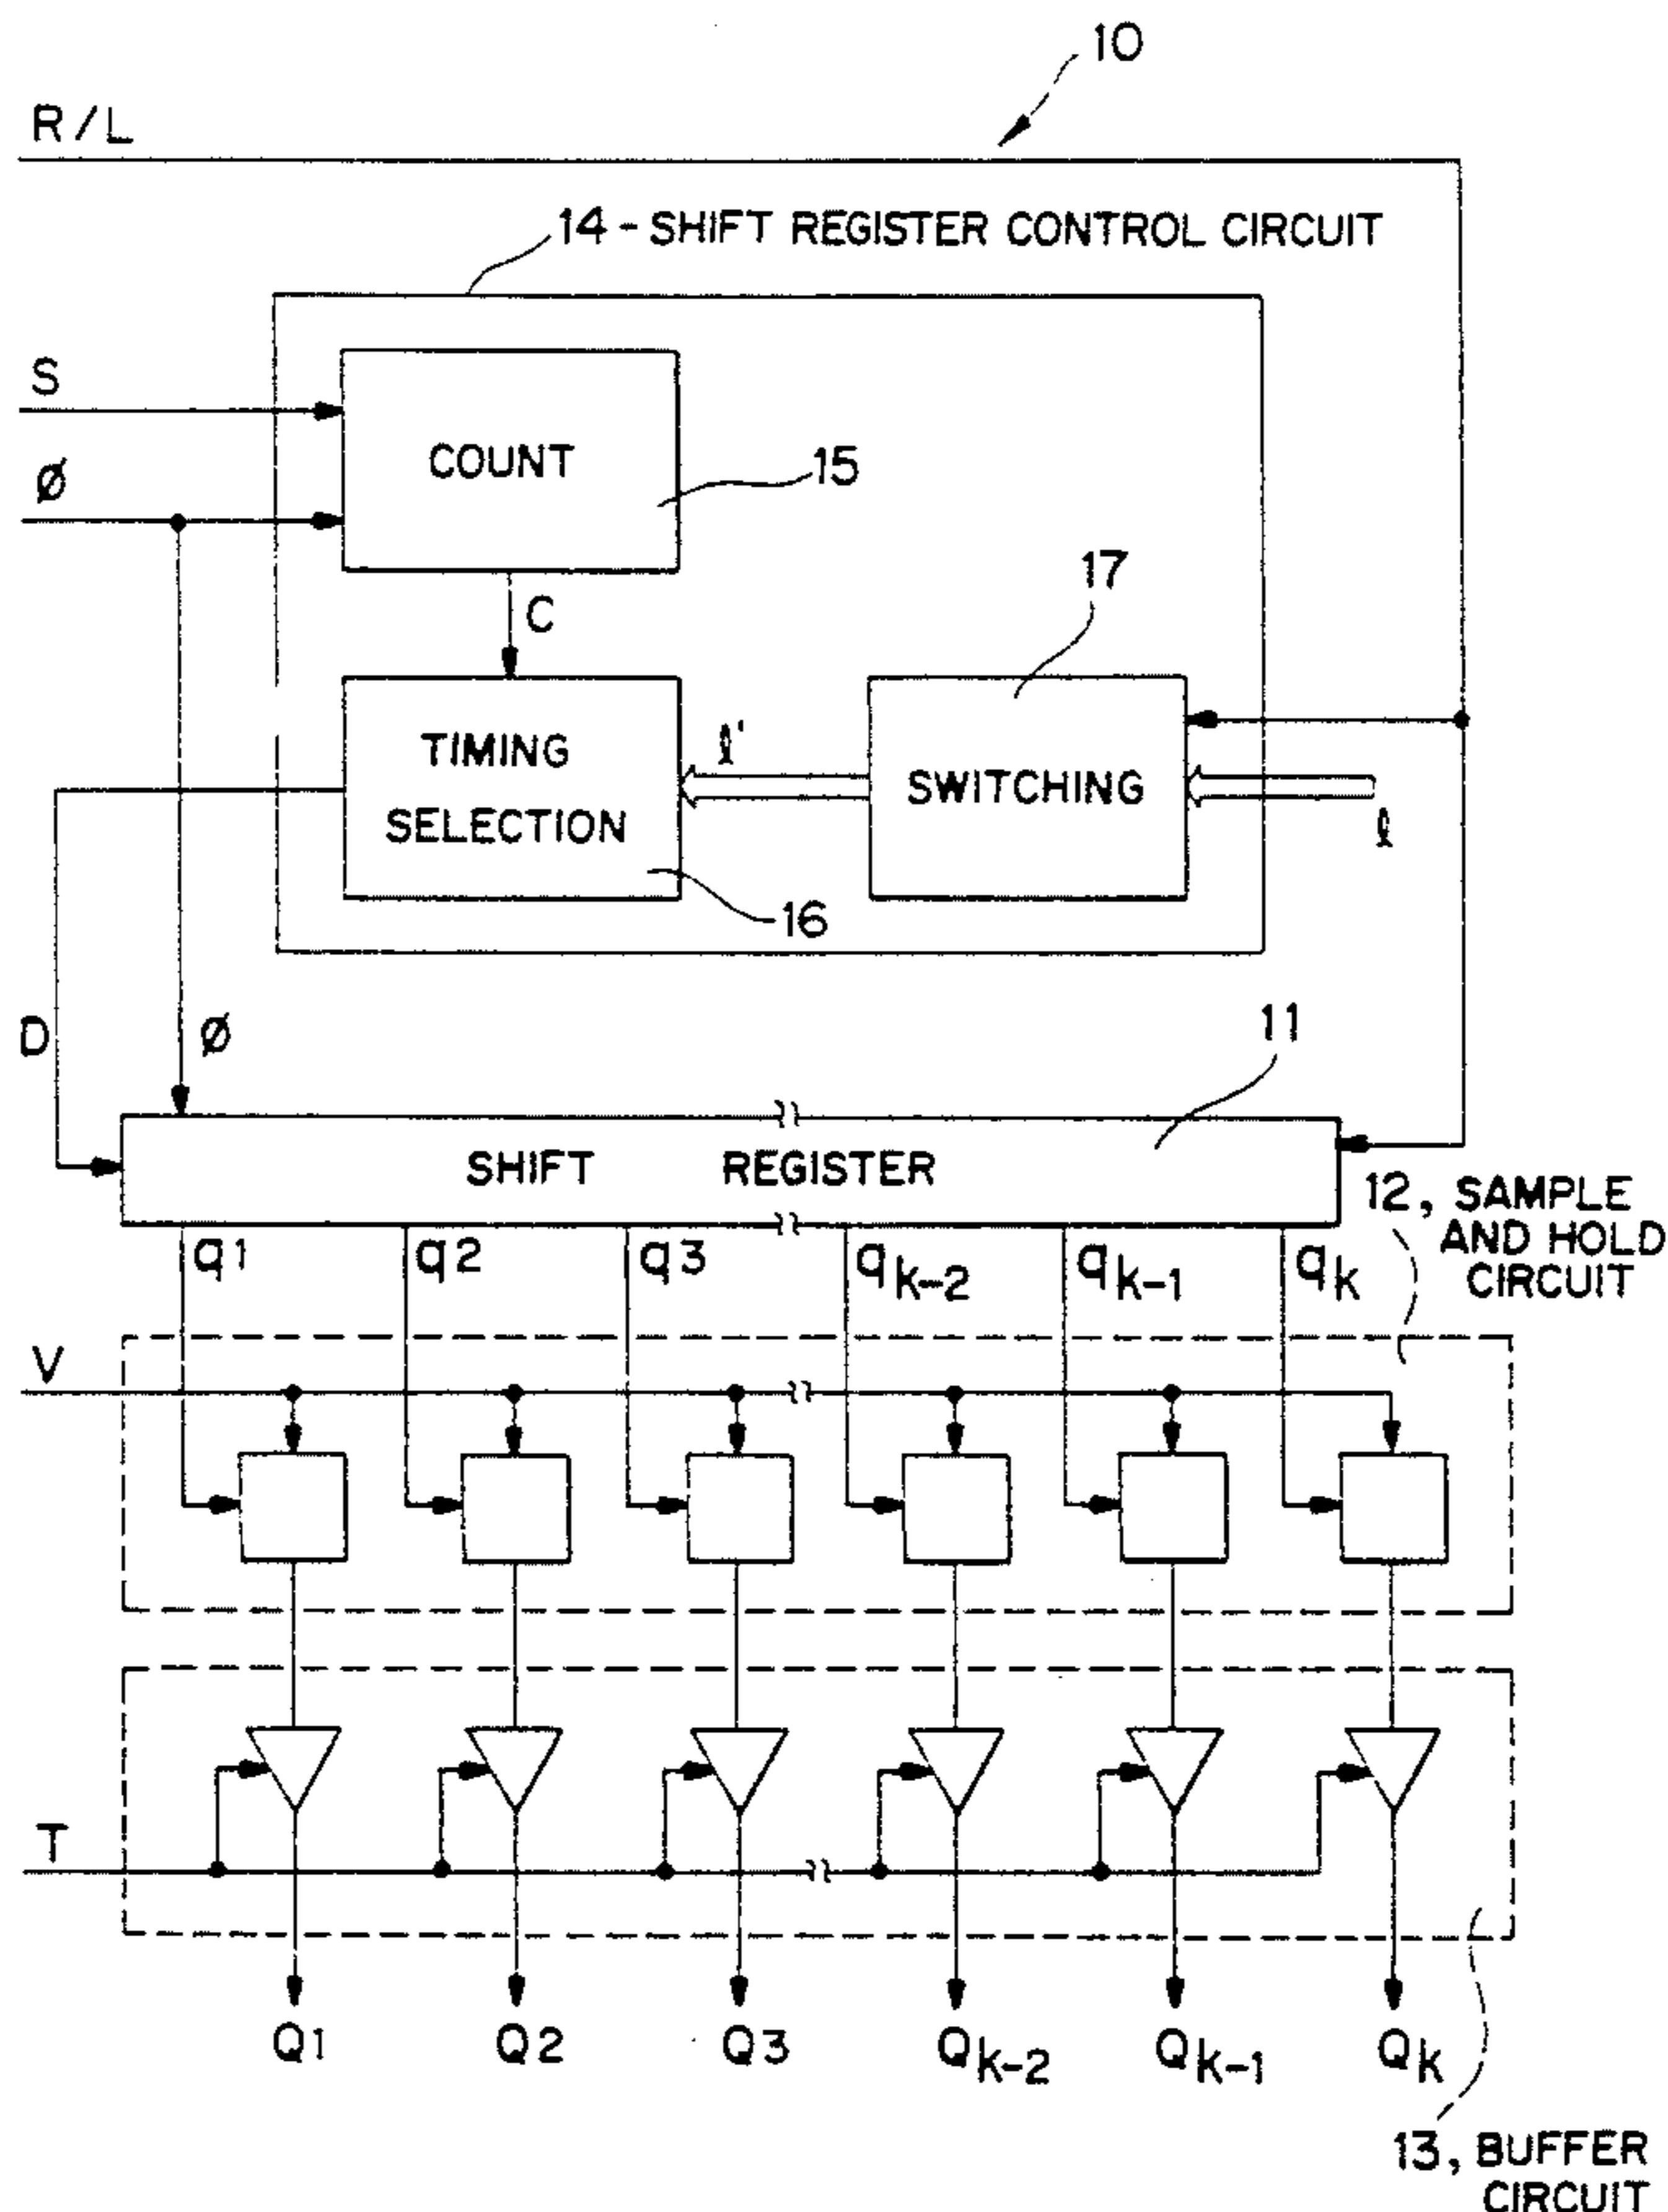 10
R/L
14 - SHIFT REGISTER CONTROL CIRCUIT
S
COUNT
15
Ø
C
17
TIMING
SELECTION
ℓ'
SWITCHING
ℓ
16
D
Ø
11
SHIFT REGISTER
12, SAMPLE
AND HOLD
CIRCUIT
q1 q2 q3 qk-2 qk-1 qk
V
T
Q1 Q2 Q3 Qk-2 Qk-1 Qk
13, BUFFER
CIRCUIT